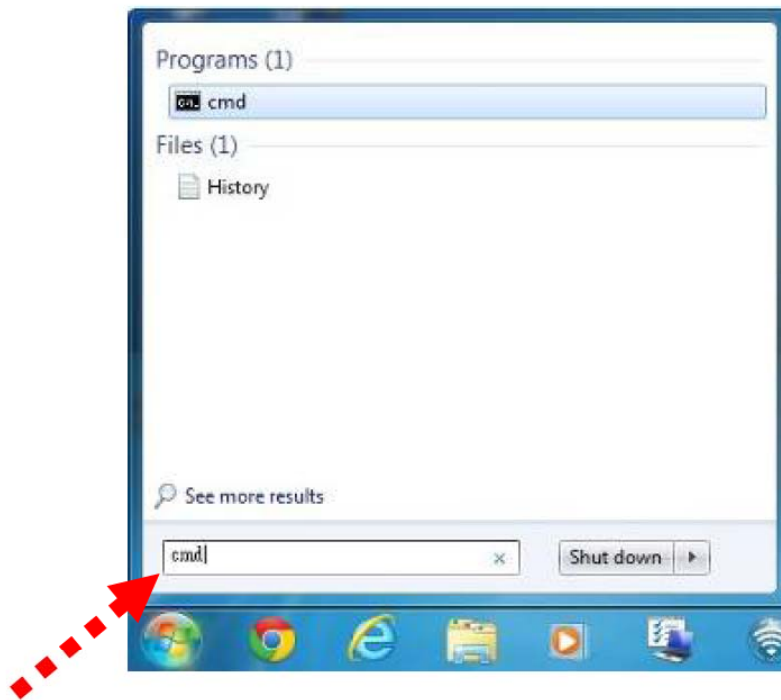 Programs (1)
cmd
Files (1)
History
See more results
cmd
Shut down